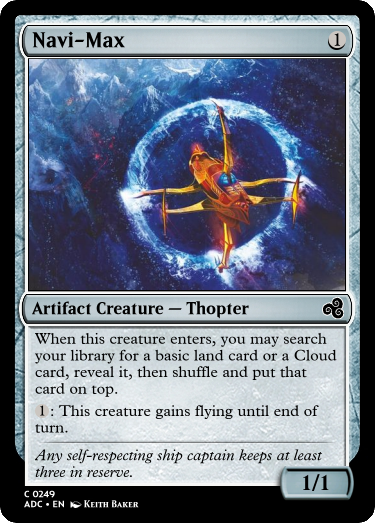 Navi-Max
1
Artifact Creature — Thopter
When this creature enters, you may search
your library for a basic land card or a Cloud
card, reveal it, then shuffle and put that
card on top.
1: This creature gains flying until end of
turn.
Any self-respecting ship captain keeps at least
three in reserve.
1/1
C 0249
ADC • EN Keith Baker